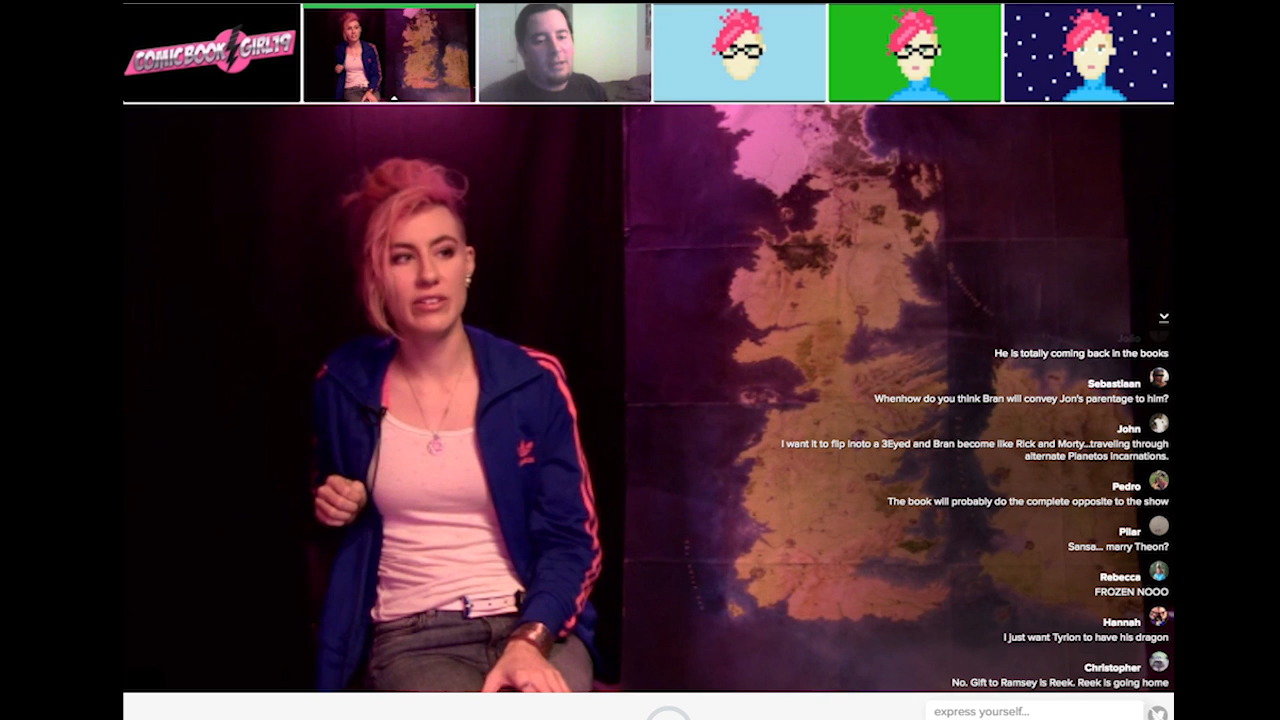 COMICBOOK GIRL19
He is totally coming back in the books
Sebastiaan
Whenhow do you think Bran will convey Jon's parentage to him?
John
I want it to flip inoto a 3Eyed and Bran become like Rick and Morty...traveling through
alternate Planetos Incarnations.
Pedro
The book will probably do the complete opposite to the show
Pilar
Sansa... marry Theon?
Rebecca
FROZEN NOOO
Hannah
I just want Tyrion to have his dragon
Christopher
No. Gift to Ramsey is Reek. Reek is going home
express yourself...